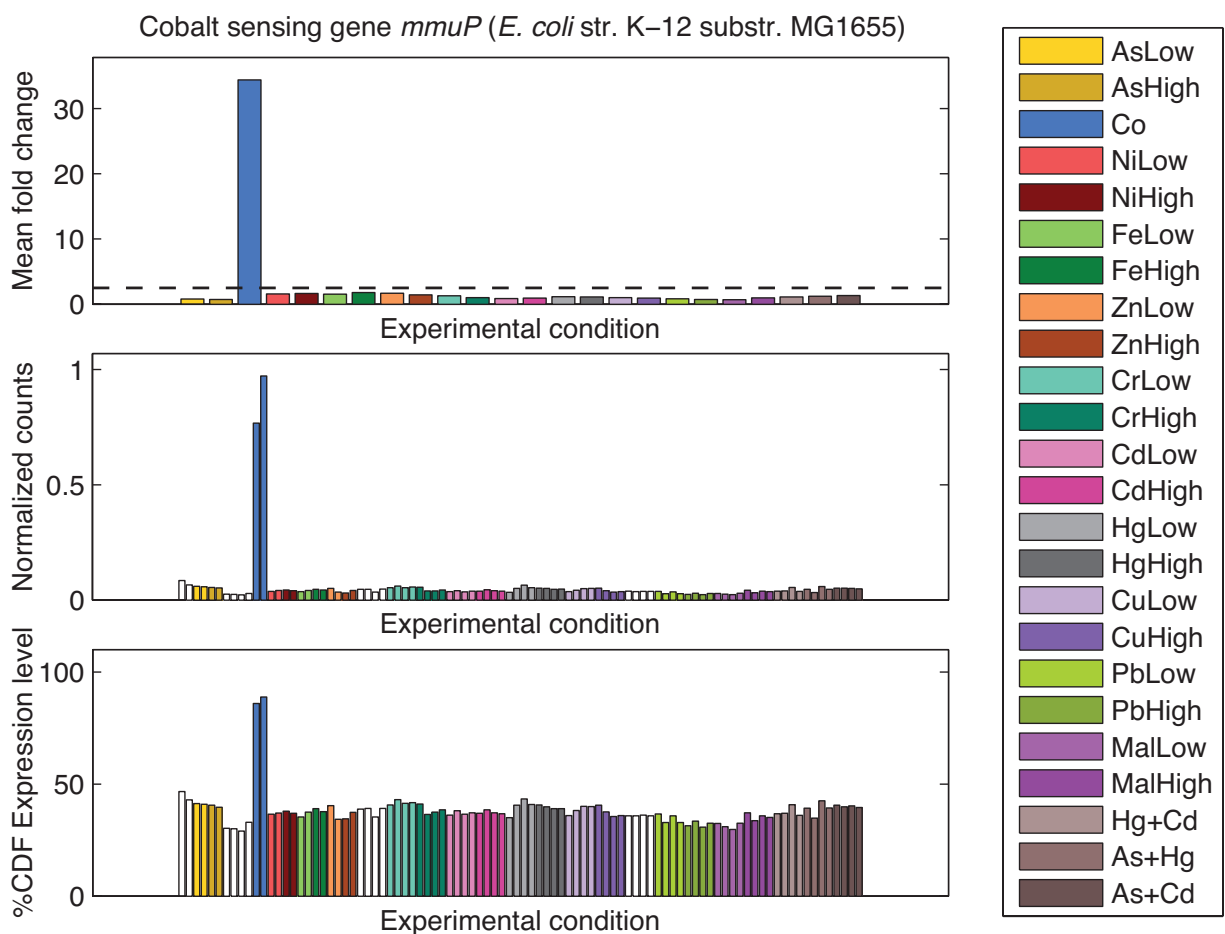 Cobalt sensing gene mmuP (E. coli str. K−12 substr. MG1655)
Mean fold change
30
20
10
0
Experimental condition
Normalized counts
1
0.5
0
Experimental condition
%CDF Expression level
100
50
0
Experimental condition
AsLow
AsHigh
Co
NiLow
NiHigh
FeLow
FeHigh
ZnLow
ZnHigh
CrLow
CrHigh
CdLow
CdHigh
HgLow
HgHigh
CuLow
CuHigh
PbLow
PbHigh
MalLow
MalHigh
Hg+Cd
As+Hg
As+Cd